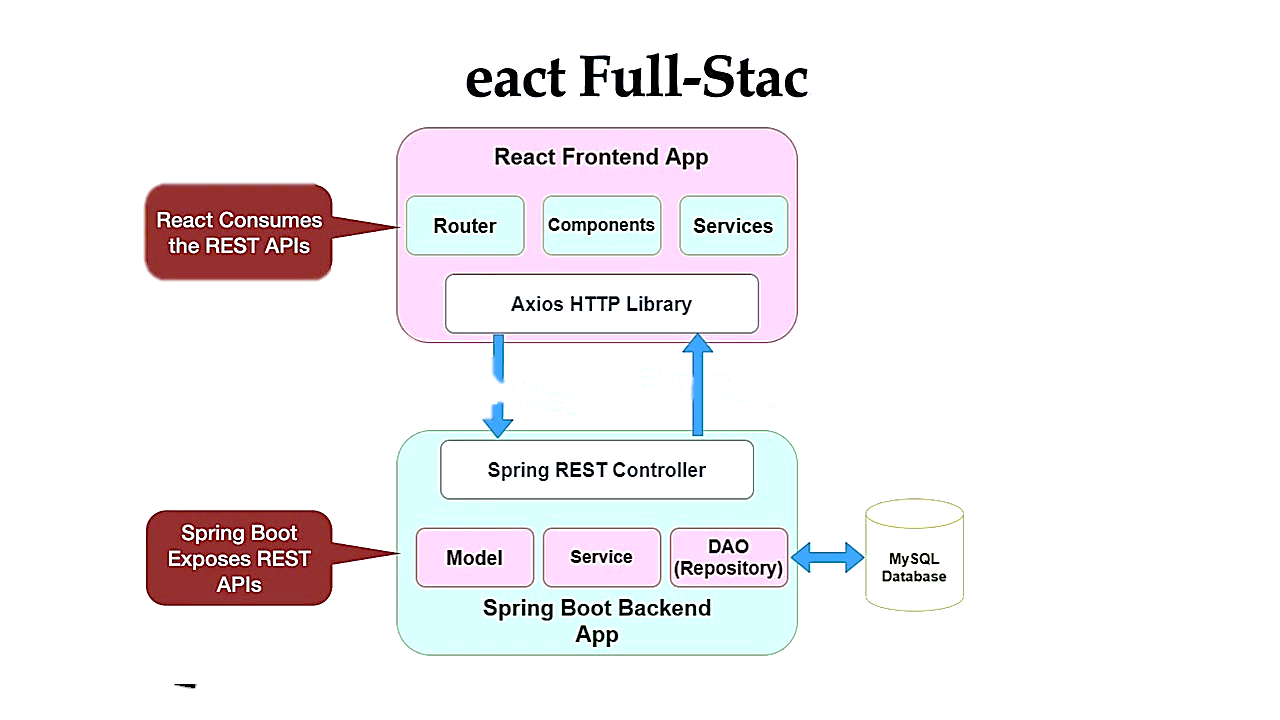 eact Full-Stac
React Frontend App
React Consumes
the REST APIs
Router
Components
Services
Axios HTTP Library
Spring REST Controller
Spring Boot
Exposes REST
APIs
Model
Service
DAO
(Repository)
MySQL
Database
Spring Boot Backend
App